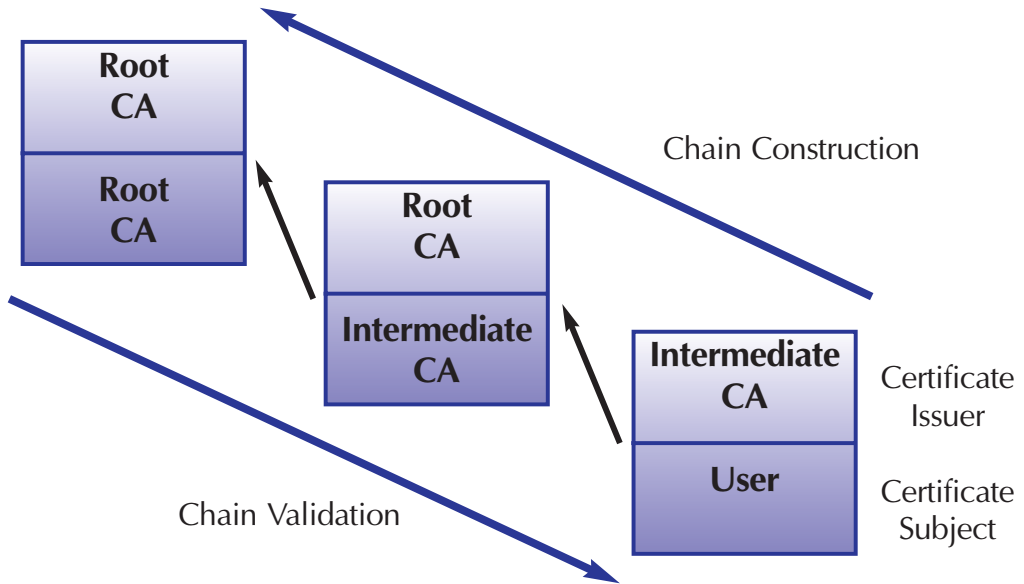 Root
CA
Root
CA
Chain Construction
Root
CA
Intermediate
CA
Intermediate
CA
Certificate
Issuer
User
Certificate
Subject
Chain Validation